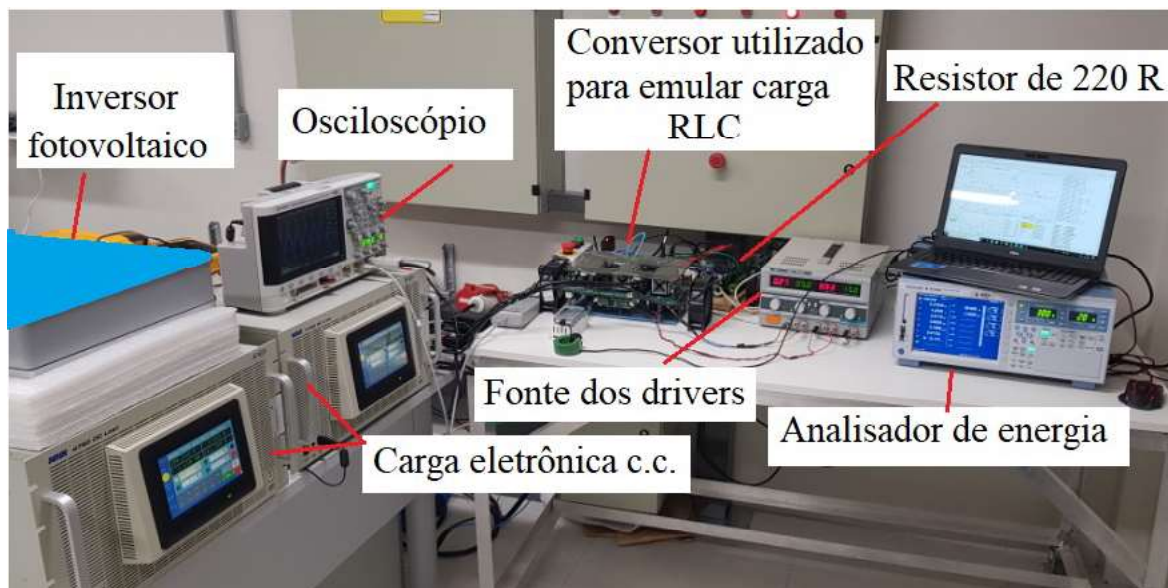 Inversor
fotovoltaico
Osciloscópio
Conversor utilizado
para emular carga
RLC
Resistor de 220 R
Fonte dos drivers
Analisador de energia
Carga eletrônica c.c.